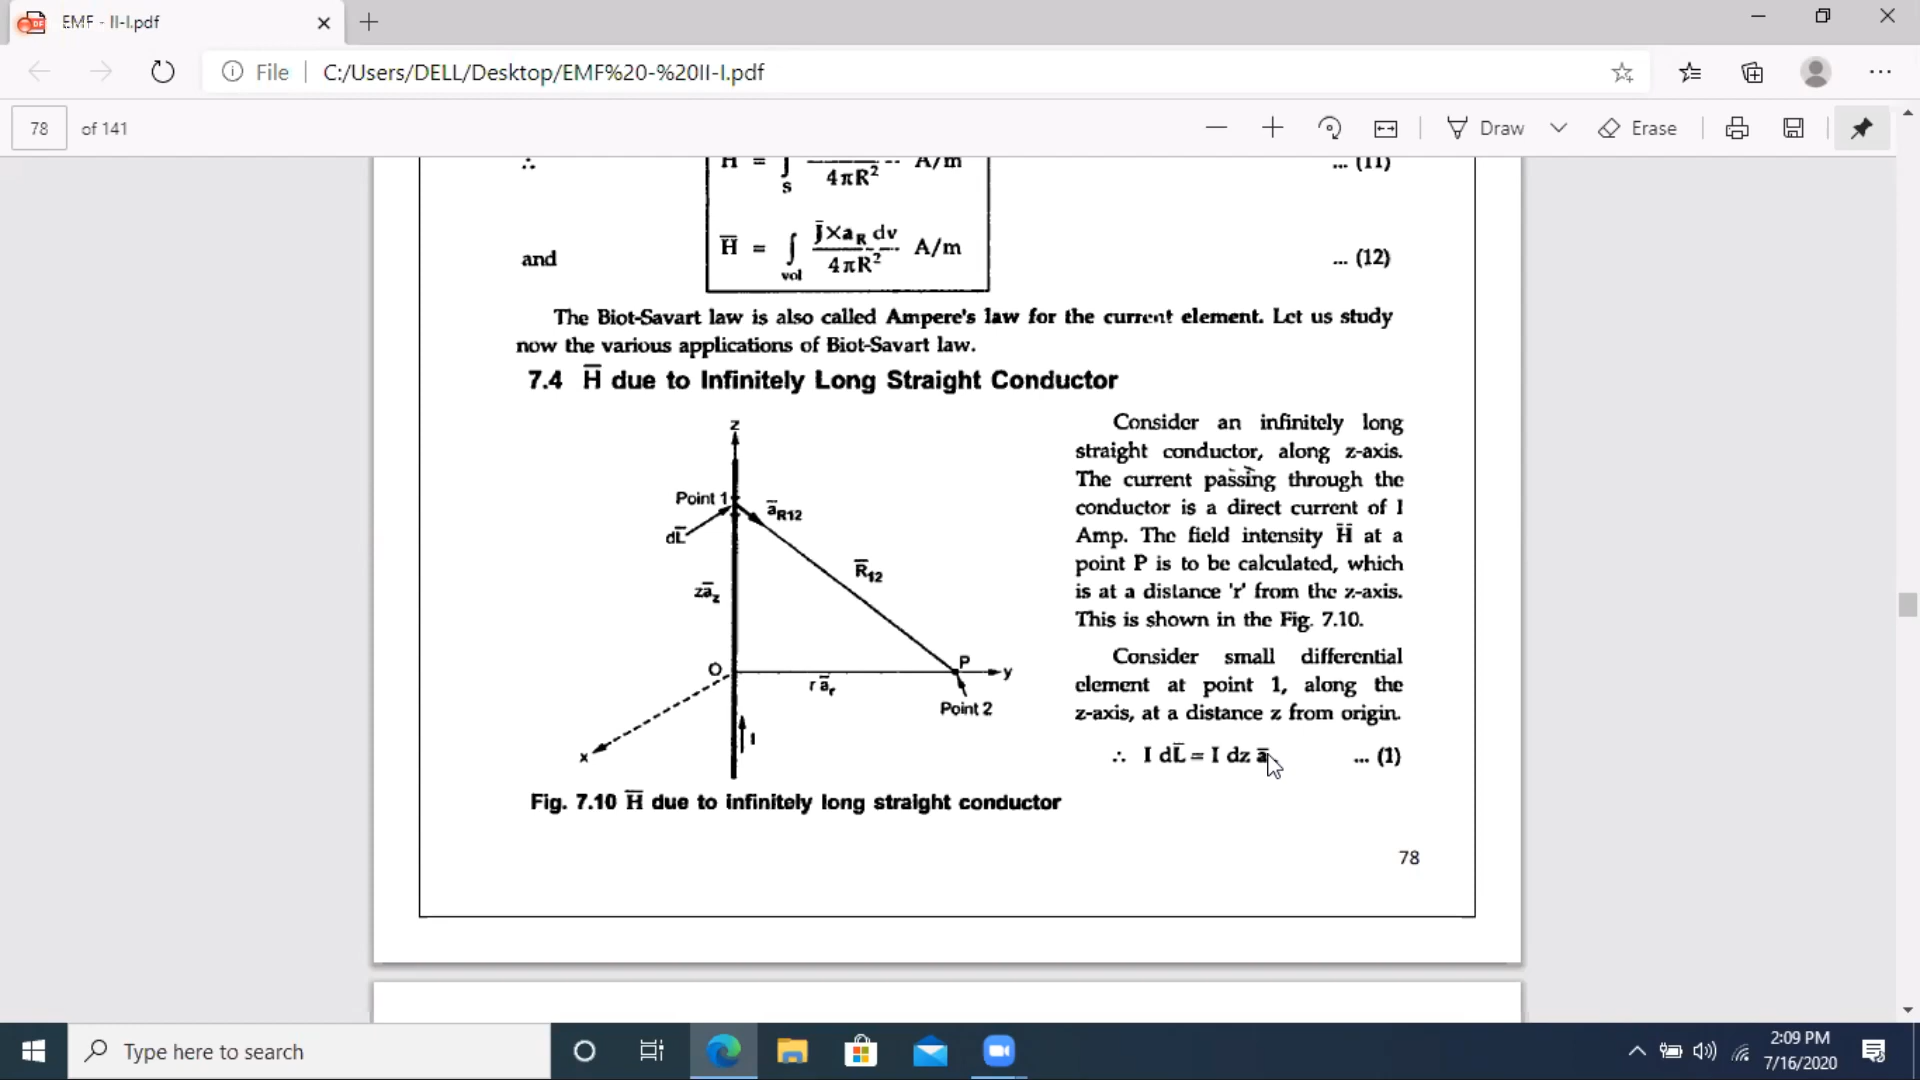 EMF - II-I.pdf
File
C:/Users/DELL/Desktop/EMF%20-%20II-I.pdf
78 of 141
Draw
Erase
∴ H̅ = ∫ S 4πR² A/m ... (11)
and H̅ = ∫ vol J̅ × a̅R dv / 4πR² A/m ... (12)
The Biot-Savart law is also called Ampere's law for the current element. Let us study
now the various applications of Biot-Savart law.
7.4 H̅ due to Infinitely Long Straight Conductor
z
Point 1
a̅R12
dL̅
R̅12
za̅z
O
P
y
r a̅r
Point 2
I
x
Fig. 7.10 H̅ due to infinitely long straight conductor
Consider an infinitely long
straight conductor, along z-axis.
The current passing through the
conductor is a direct current of I
Amp. The field intensity H̅ at a
point P is to be calculated, which
is at a distance 'r' from the z-axis.
This is shown in the Fig. 7.10.
Consider small differential
element at point 1, along the
z-axis, at a distance z from origin.
∴ I dL̅ = I dz a̅ ... (1)
78
Type here to search
2:09 PM
7/16/2020